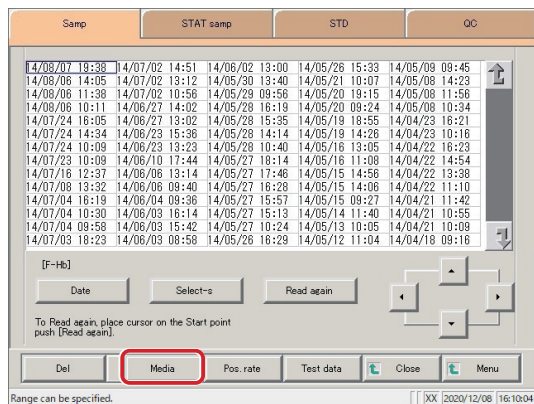 Samp STAT samp STD QC
14/08/07 19:38 14/07/02 14:51 14/06/02 13:00 14/05/26 15:33 14/05/09 09:45
14/08/06 14:05 14/07/02 13:12 14/05/30 13:40 14/05/21 10:07 14/05/08 14:23
14/08/06 11:38 14/07/02 10:56 14/05/29 09:56 14/05/20 19:15 14/05/08 11:56
14/08/06 10:11 14/06/27 14:02 14/05/28 16:19 14/05/20 09:24 14/05/08 10:34
14/07/24 16:05 14/06/27 13:02 14/05/28 15:35 14/05/19 18:55 14/04/23 16:21
14/07/24 14:34 14/06/23 15:36 14/05/28 14:14 14/05/19 14:26 14/04/23 10:16
14/07/24 10:09 14/06/23 13:23 14/05/28 10:40 14/05/16 13:05 14/04/22 16:23
14/07/23 10:09 14/06/10 17:44 14/05/27 18:14 14/05/16 11:08 14/04/22 14:54
14/07/16 12:37 14/06/06 13:14 14/05/27 17:46 14/05/15 14:56 14/04/22 13:38
14/07/08 13:32 14/06/06 09:40 14/05/27 16:28 14/05/15 14:06 14/04/22 11:10
14/07/04 16:19 14/06/04 09:36 14/05/27 15:57 14/05/15 09:27 14/04/21 11:42
14/07/04 10:30 14/06/03 16:14 14/05/27 15:13 14/05/14 11:40 14/04/21 10:55
14/07/04 09:58 14/06/03 15:42 14/05/27 10:24 14/05/13 10:05 14/04/21 10:09
14/07/03 18:23 14/06/03 08:58 14/05/26 16:29 14/05/12 11:04 14/04/18 09:16
[F-Hb]
Date Select-s Read again
To Read again, place cursor on the Start point
push [Read again].
Del Media Pos. rate Test data Close Menu
Range can be specified. XX 2020/12/08 16:10:04